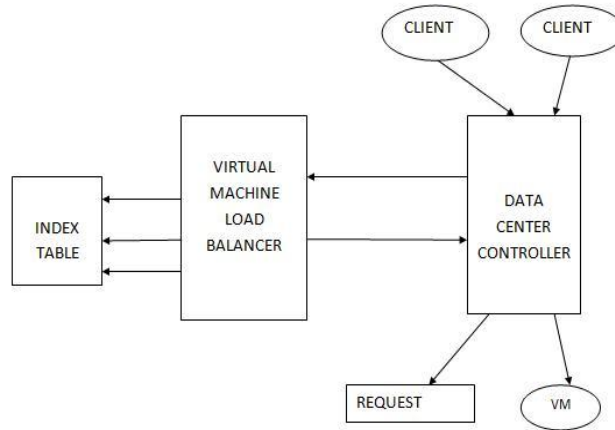 CLIENT
CLIENT
VIRTUAL
MACHINE
LOAD
BALANCER
DATA
CENTER
CONTROLLER
INDEX
TABLE
REQUEST
VM